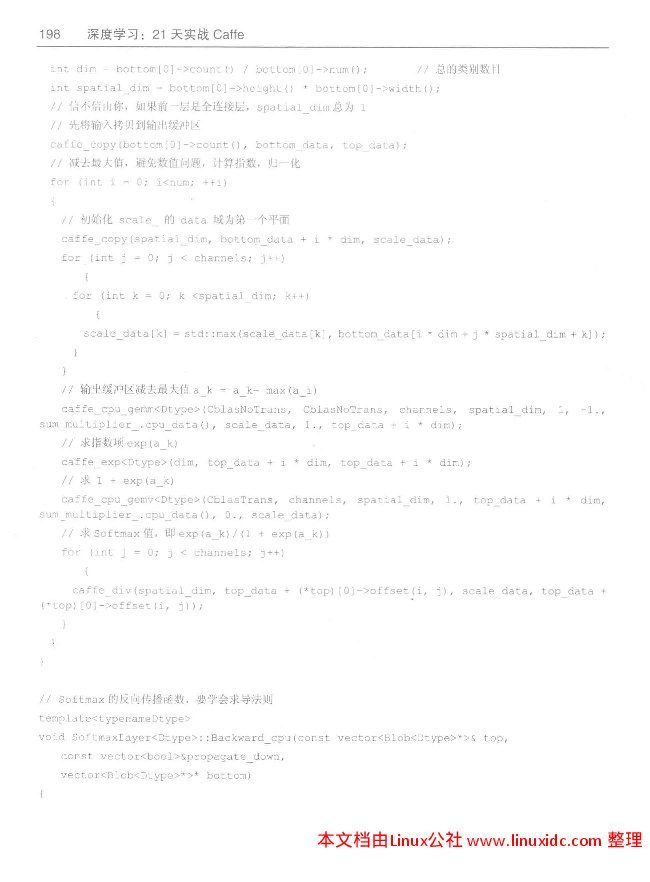 198 深度学习：21 天实战 Caffe
int dim = bottom[0]->count() / bottom[0]->num(); // 总的类别数目
int spatial_dim = bottom[0]->height() * bottom[0]->width();
// 信不信由你，如果前一层是全连接层，spatial_dim总为 1
// 先将输入拷贝到输出缓冲区
caffe_copy(bottom[0]->count(), bottom_data, top_data);
// 减去最大值，避免数值问题，计算指数，归一化
for (int i = 0; i<num; ++i)
{
// 初始化 scale_ 的 data 域为第一个平面
caffe_copy(spatial_dim, bottom_data + i * dim, scale_data);
for (int j = 0; j < channels; j++)
{
for (int k = 0; k <spatial_dim; k++)
{
scale_data[k] = std::max(scale_data[k], bottom_data[i * dim + j * spatial_dim + k]);
}
}
// 输出缓冲区减去最大值 a_k = a_k- max(a_i)
caffe_cpu_gemm<Dtype>(CblasNoTrans, CblasNoTrans, channels, spatial_dim, 1, -1.,
sum_multiplier_.cpu_data(), scale_data, 1., top_data + i * dim);
// 求指数项 exp(a_k)
caffe_exp<Dtype>(dim, top_data + i * dim, top_data + i * dim);
// 求 1 + exp(a_k)
caffe_cpu_gemv<Dtype>(CblasTrans, channels, spatial_dim, 1., top_data + i * dim,
sum_multiplier_.cpu_data(), 0., scale_data);
// 求 Softmax 值，即 exp(a_k)/(1 + exp(a_k))
for (int j = 0; j < channels; j++)
{
caffe_div(spatial_dim, top_data + (*top)[0]->offset(i, j), scale_data, top_data +
(*top)[0]->offset(i, j));
}
}
}
// Softmax 的反向传播函数，要学会求导法则
template<typenameDtype>
void SoftmaxLayer<Dtype>::Backward_cpu(const vector<Blob<Dtype>*>& top,
const vector<bool>&propagate_down,
vector<Blob<Dtype>*>* bottom)
{
本文档由Linux公社 www.linuxidc.com 整理